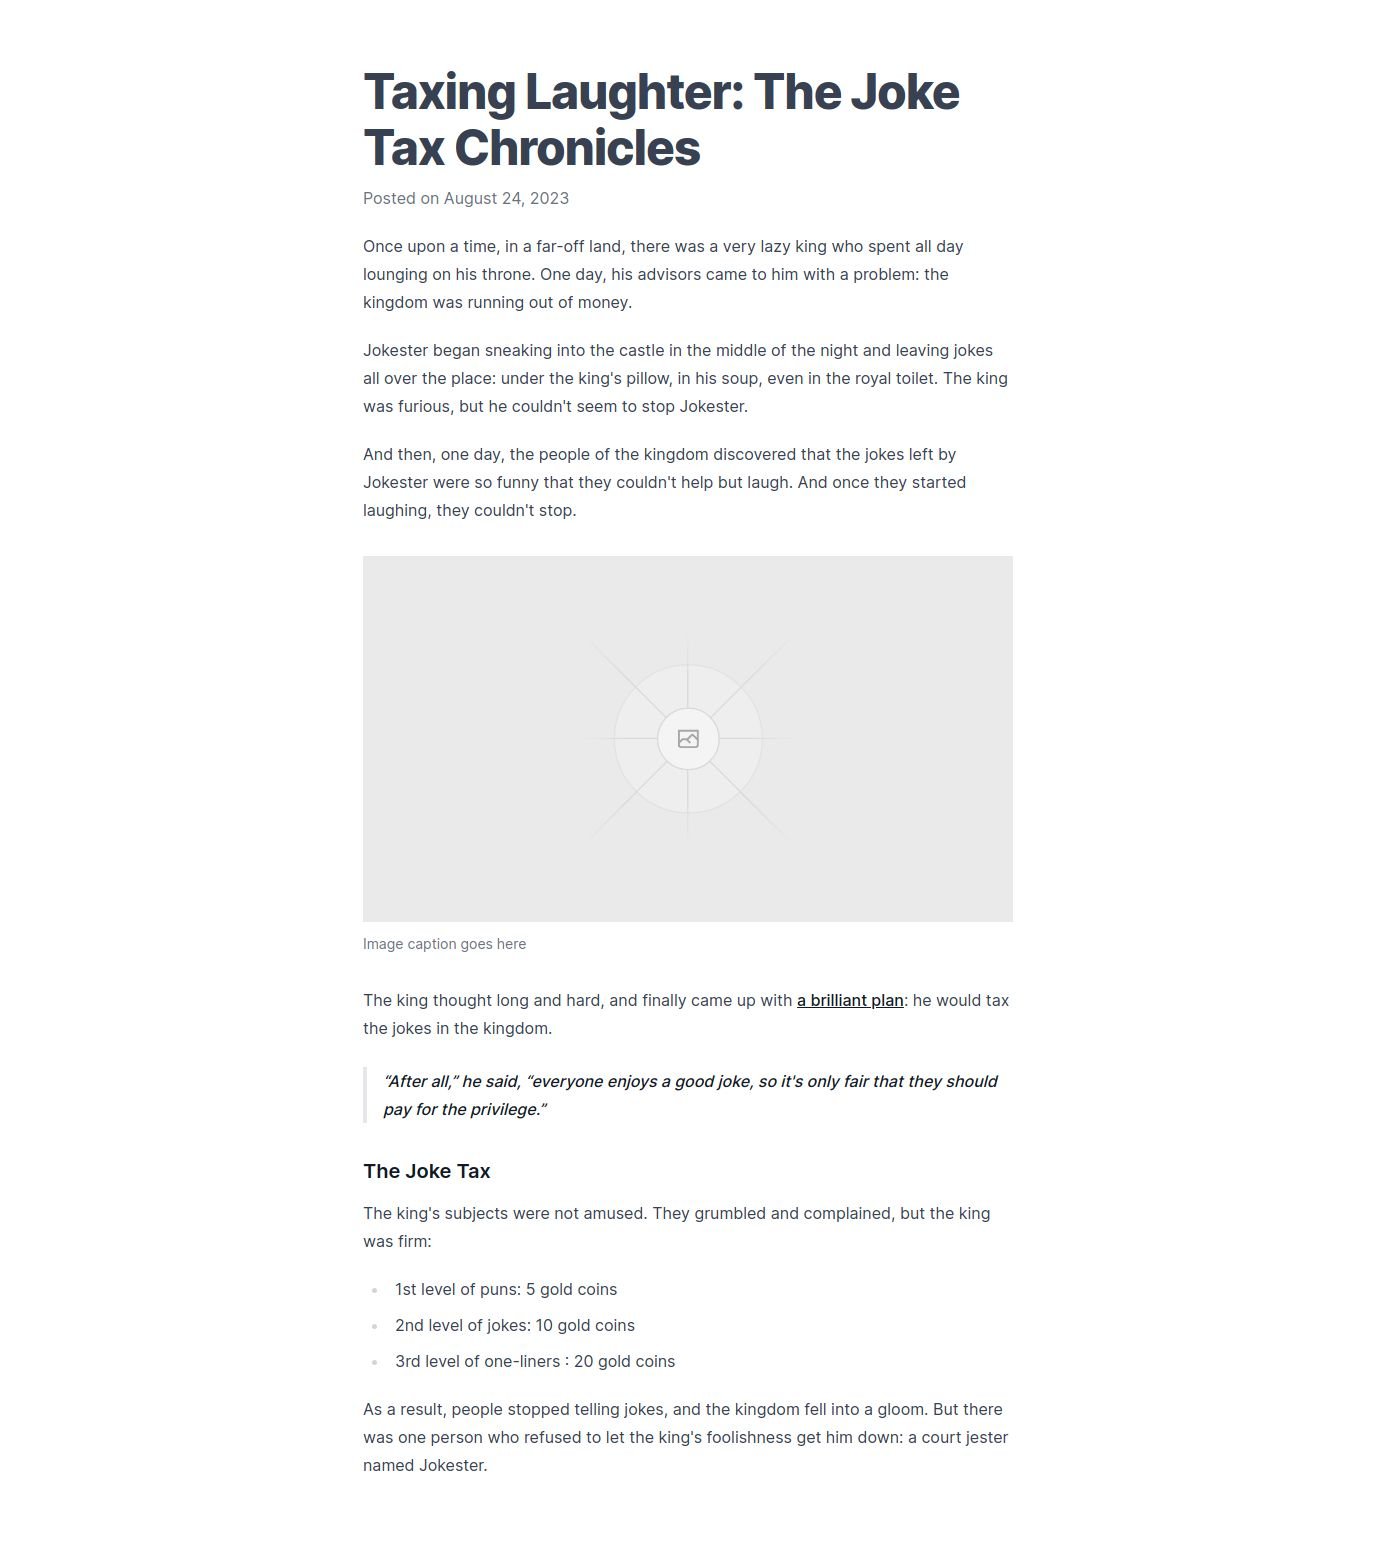 Taxing Laughter: The Joke
Tax Chronicles
Posted on August 24, 2023
Once upon a time, in a far-off land, there was a very lazy king who spent all day
lounging on his throne. One day, his advisors came to him with a problem: the
kingdom was running out of money.
Jokester began sneaking into the castle in the middle of the night and leaving jokes
all over the place: under the king's pillow, in his soup, even in the royal toilet. The king
was furious, but he couldn't seem to stop Jokester.
And then, one day, the people of the kingdom discovered that the jokes left by
Jokester were so funny that they couldn't help but laugh. And once they started
laughing, they couldn't stop.
Image caption goes here
The king thought long and hard, and finally came up with a brilliant plan: he would tax
the jokes in the kingdom.
“After all,” he said, “everyone enjoys a good joke, so it's only fair that they should
pay for the privilege.”
The Joke Tax
The king's subjects were not amused. They grumbled and complained, but the king
was firm:
• 1st level of puns: 5 gold coins
• 2nd level of jokes: 10 gold coins
• 3rd level of one-liners : 20 gold coins
As a result, people stopped telling jokes, and the kingdom fell into a gloom. But there
was one person who refused to let the king's foolishness get him down: a court jester
named Jokester.